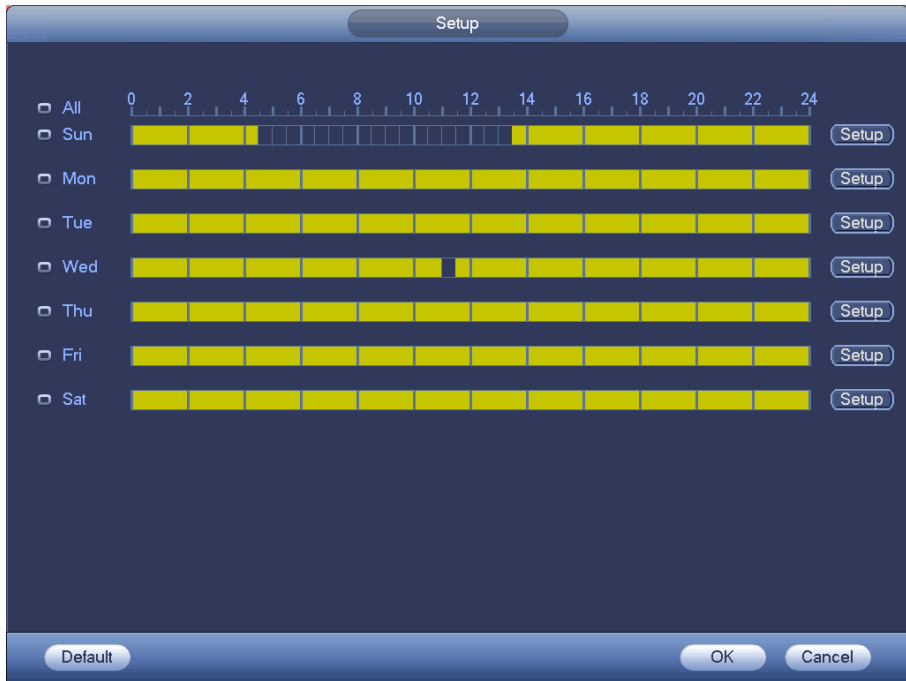 Setup
All 0 2 4 6 8 10 12 14 16 18 20 22 24
Sun Setup
Mon Setup
Tue Setup
Wed Setup
Thu Setup
Fri Setup
Sat Setup
Default OK Cancel